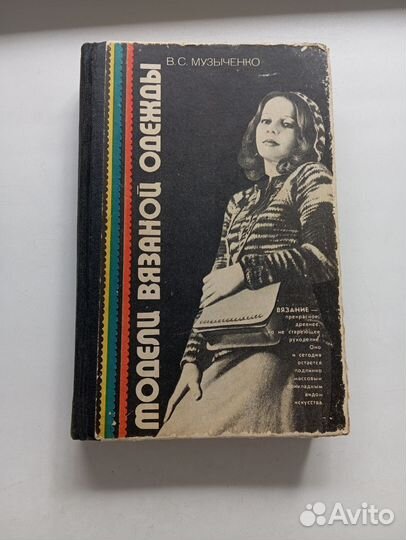 В.С. МУЗЫЧЕНКО
МОДЕЛИ ВЯЗАНОЙ ОДЕЖДЫ
ВЯЗАНИЕ —
прекрасное,
древнее,
но не стареющее
рукоделие.
Оно
и сегодня
остается
подлинно
массовым
прикладным
видом
искусства
Avito